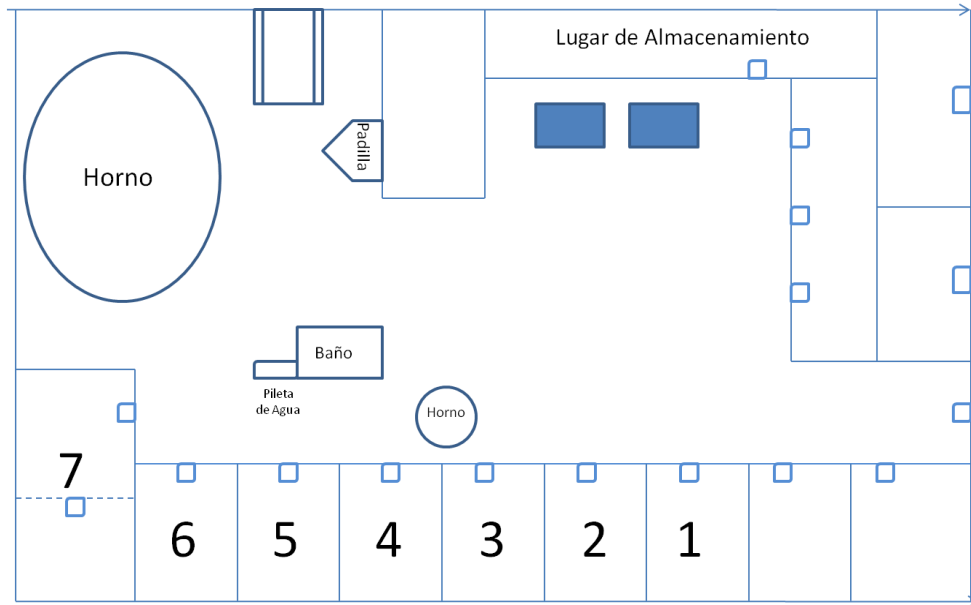 Lugar de Almacenamiento
Padilla
Horno
Baño
Pileta
de Agua
Horno
7
6
5
4
3
2
1